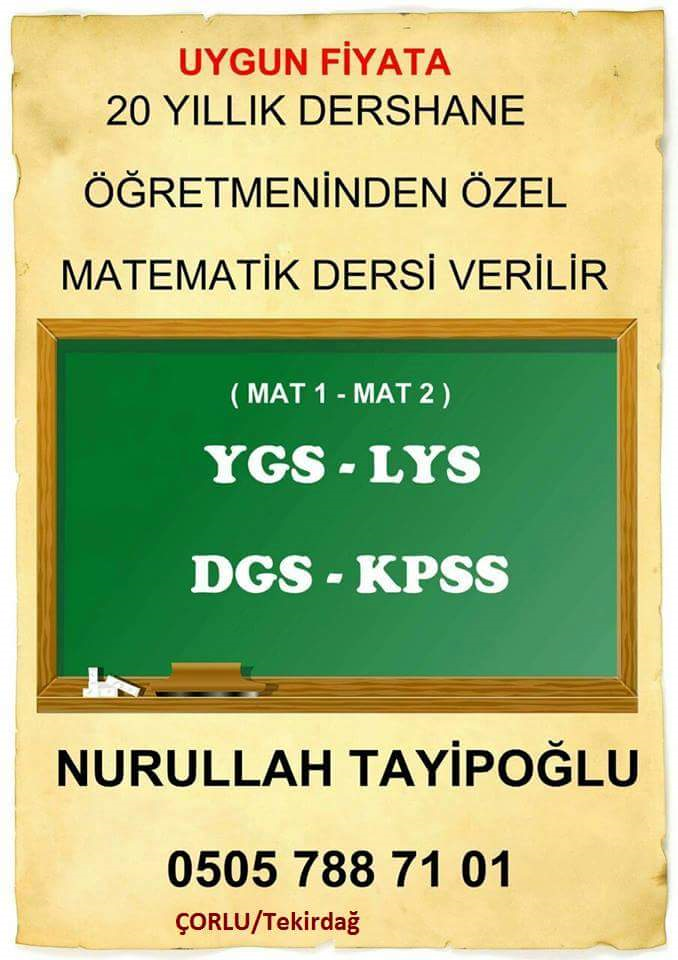 UYGUN FİYATA
20 YILLIK DERSHANE
ÖĞRETMENİNDEN ÖZEL
MATEMATİK DERSİ VERİLİR
( MAT 1 - MAT 2 )
YGS - LYS
DGS - KPSS
NURULLAH TAYİPOĞLU
0505 788 71 01
ÇORLU/Tekirdağ